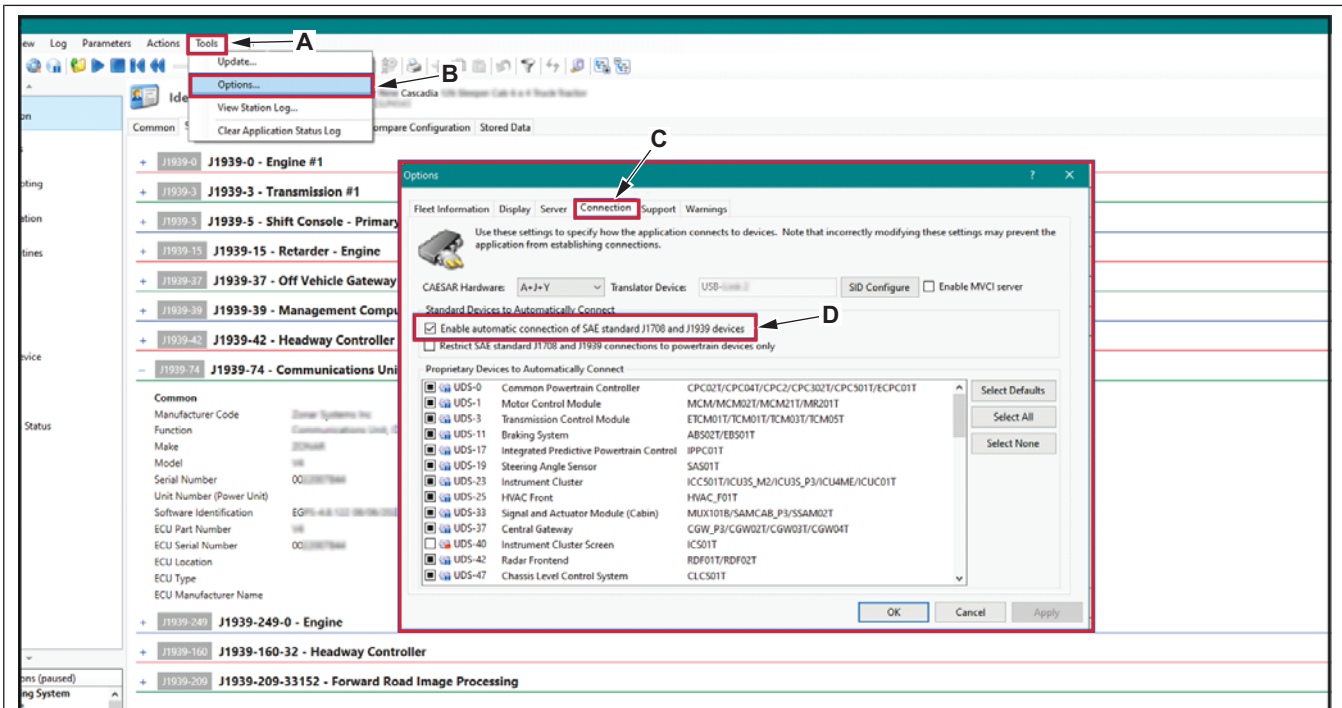 ew Log Parameters Actions Tools
A
Update...
Options...
B
View Station Log...
Clear Application Status Log
Ide
Cascadia
on
Common S ompare Configuration Stored Data
+ J1939-0 J1939-0 - Engine #1
+ J1939-3 J1939-3 - Transmission #1
+ J1939-5 J1939-5 - Shift Console - Primary
+ J1939-15 J1939-15 - Retarder - Engine
+ J1939-37 J1939-37 - Off Vehicle Gateway
+ J1939-39 J1939-39 - Management Compu
+ J1939-42 J1939-42 - Headway Controller
− J1939-74 J1939-74 - Communications Uni
oting
ation
tines
evice
Status
Common
Manufacturer Code
Function
Make
Model
Serial Number 00
Unit Number (Power Unit)
Software Identification EG
ECU Part Number
ECU Serial Number 00
ECU Location
ECU Type
ECU Manufacturer Name
+ J1939-249 J1939-249-0 - Engine
+ J1939-160 J1939-160-32 - Headway Controller
+ J1939-209 J1939-209-33152 - Forward Road Image Processing
ons (paused)
ng System
C
Options ? ×
Fleet Information Display Server Connection Support Warnings
Use these settings to specify how the application connects to devices. Note that incorrectly modifying these settings may prevent the
application from establishing connections.
CAESAR Hardware: A+J+Y Translator Device: USB- SID Configure Enable MVCI server
Standard Devices to Automatically Connect
Enable automatic connection of SAE standard J1708 and J1939 devices
D
Restrict SAE standard J1708 and J1939 connections to powertrain devices only
Proprietary Devices to Automatically Connect
UDS-0 Common Powertrain Controller CPC02T/CPC04T/CPC2/CPC302T/CPC501T/ECPC01T
UDS-1 Motor Control Module MCM/MCM02T/MCM21T/MR201T
UDS-3 Transmission Control Module ETCM01T/TCM01T/TCM03T/TCM05T
UDS-11 Braking System ABS02T/EBS01T
UDS-17 Integrated Predictive Powertrain Control IPPC01T
UDS-19 Steering Angle Sensor SAS01T
UDS-23 Instrument Cluster ICC501T/ICU3S_M2/ICU3S_P3/ICU4ME/ICUC01T
UDS-25 HVAC Front HVAC_F01T
UDS-33 Signal and Actuator Module (Cabin) MUX101B/SAMCAB_P3/SSAM02T
UDS-37 Central Gateway CGW_P3/CGW02T/CGW03T/CGW04T
UDS-40 Instrument Cluster Screen ICS01T
UDS-42 Radar Frontend RDF01T/RDF02T
UDS-47 Chassis Level Control System CLCS01T
Select Defaults
Select All
Select None
OK Cancel Apply